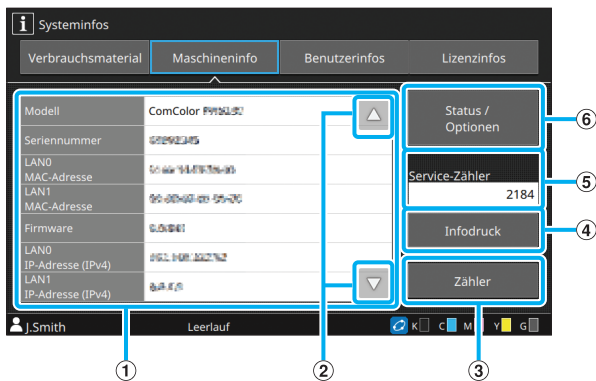 i Systeminfos
Verbrauchsmaterial Maschineninfo Benutzerinfos Lizenzinfos
Modell ComColor
Seriennummer
LAN0
MAC-Adresse
LAN1
MAC-Adresse
Firmware
LAN0
IP-Adresse (IPv4)
LAN1
IP-Adresse (IPv4)
Status /
Optionen
Service-Zähler
2184
Infodruck
Zähler
J.Smith Leerlauf K C M Y G
6
5
4
1 2 3